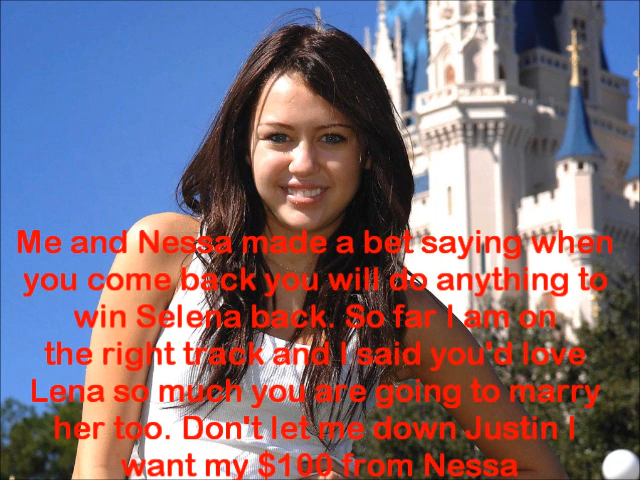 Me and Nessa made a bet saying when
you come back you will do anything to
win Selena back. So far I am on
the right track and I said you'd love
Lena so much you are going to marry
her too. Don't let me down Justin I
want my $100 from Nessa